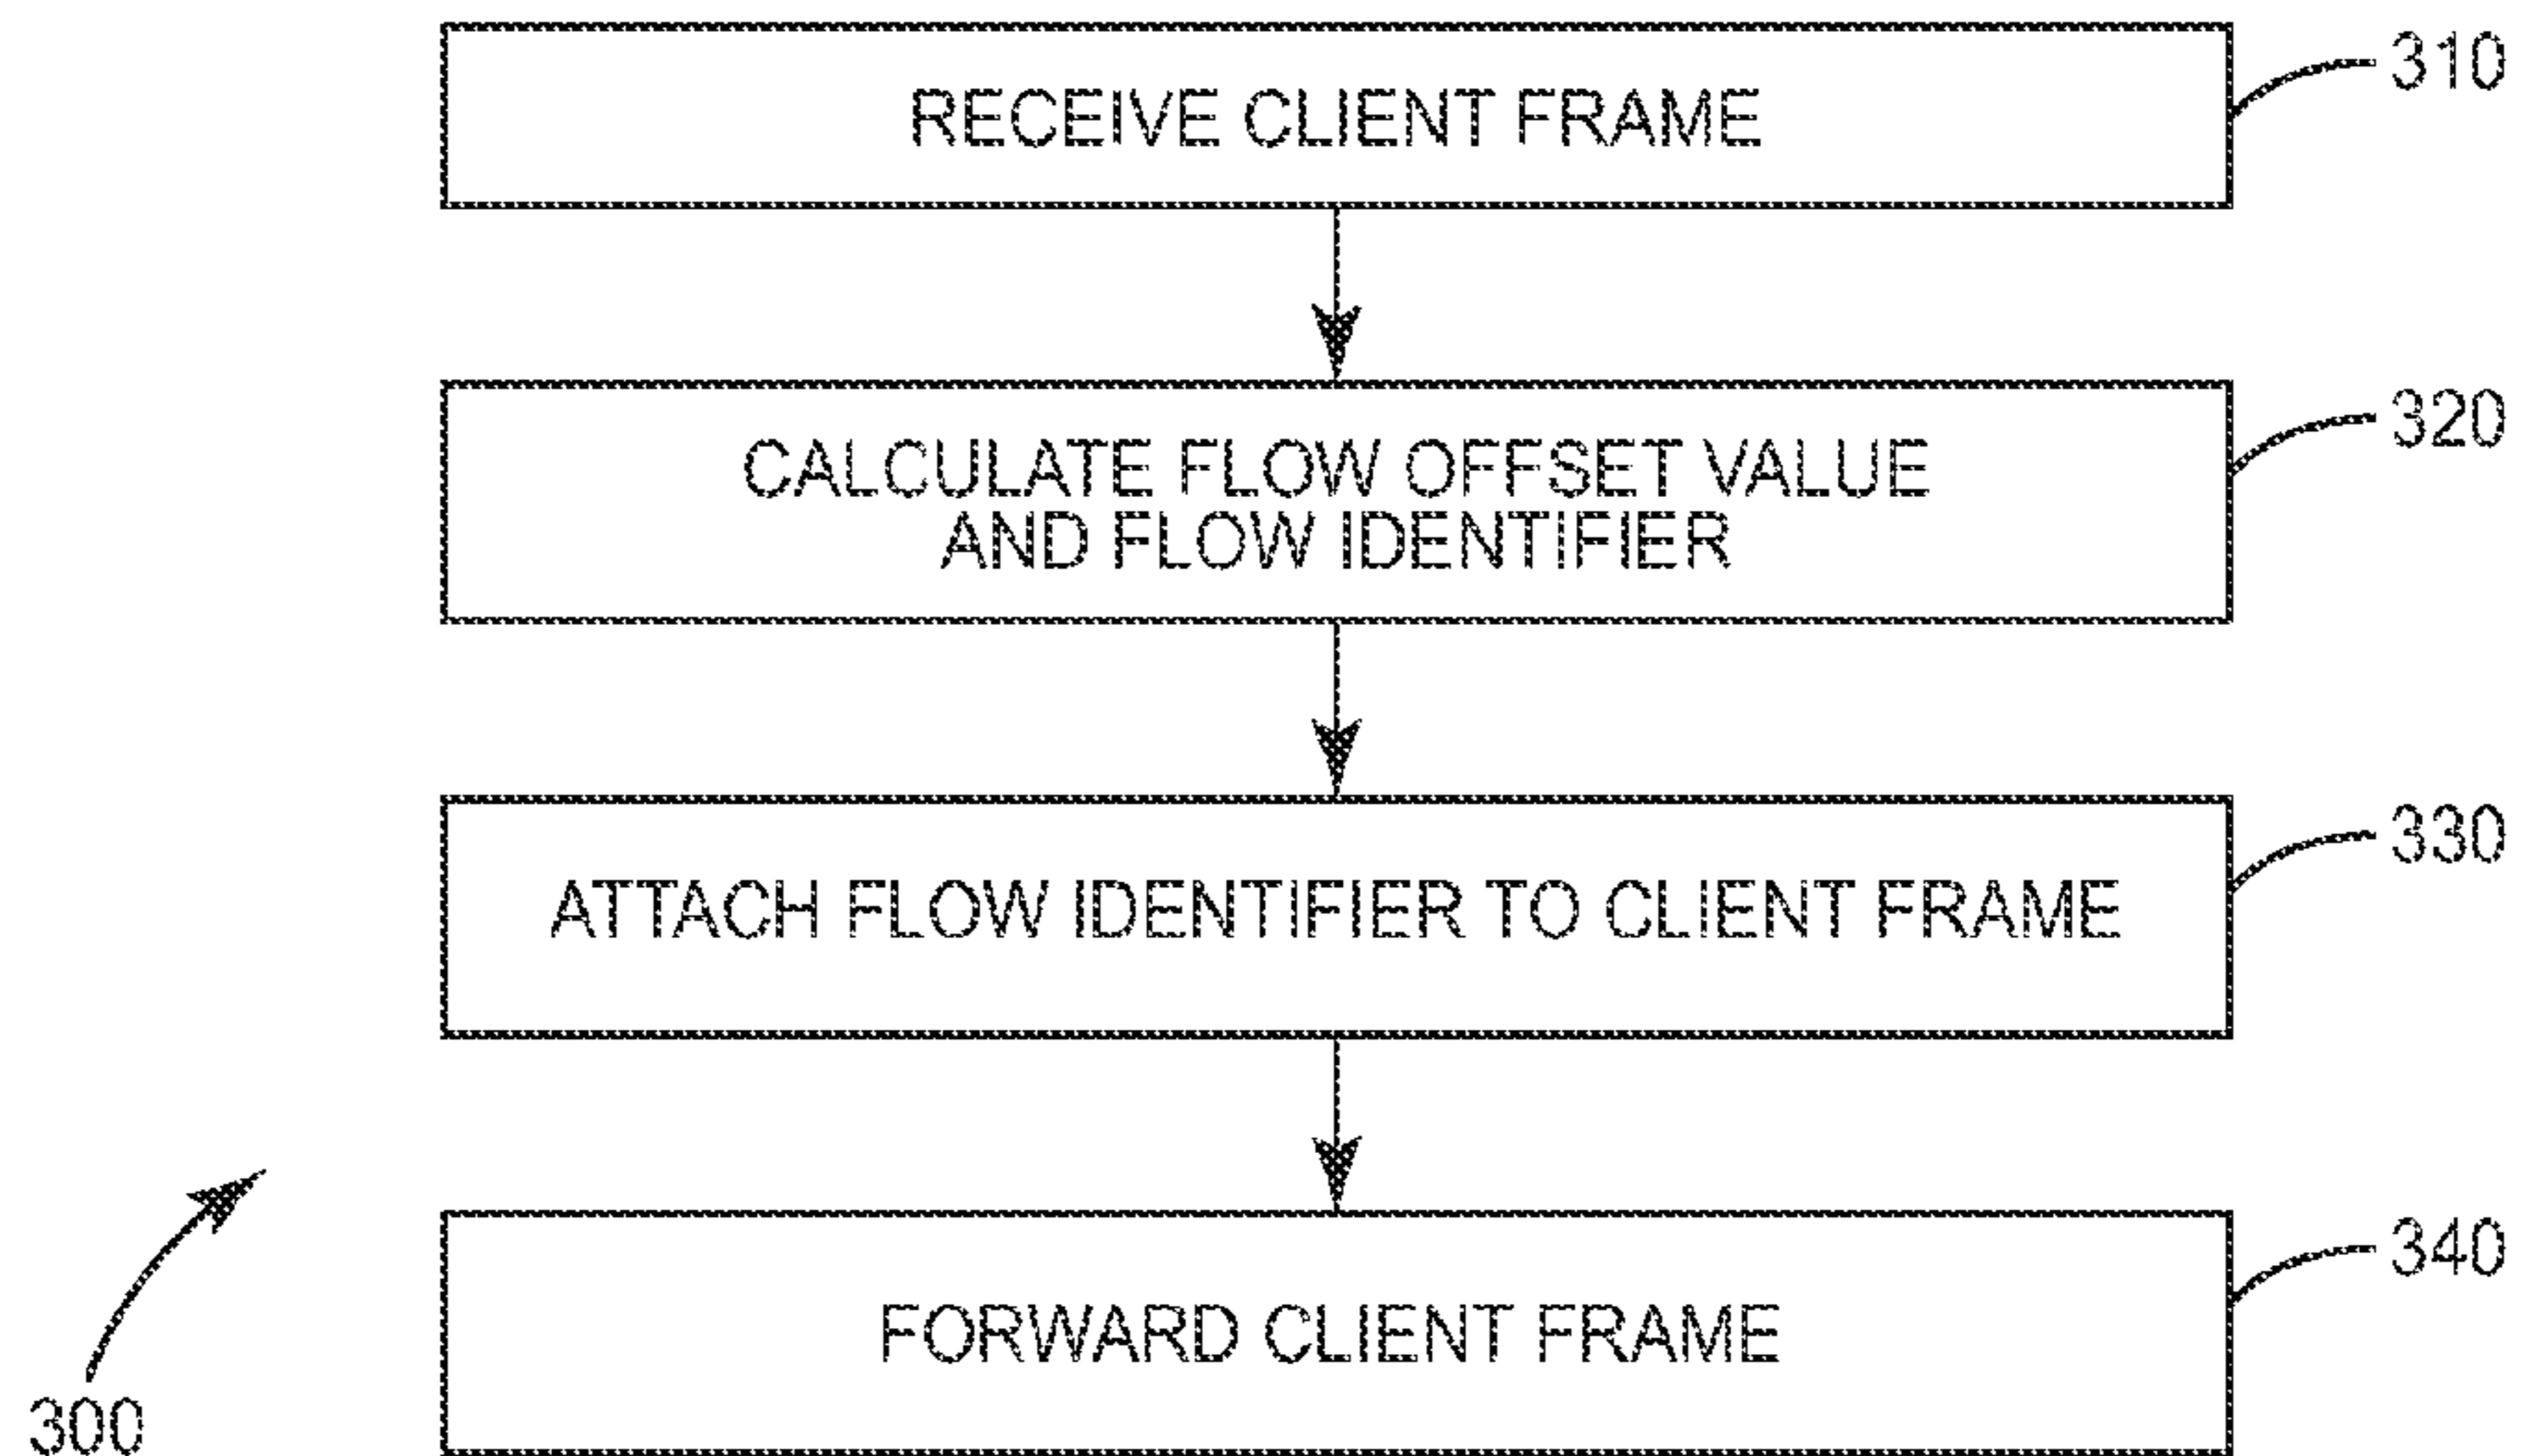 RECEIVE CLIENT FRAME
310
CALCULATE FLOW OFFSET VALUE
AND FLOW IDENTIFIER
320
ATTACH FLOW IDENTIFIER TO CLIENT FRAME
330
FORWARD CLIENT FRAME
340
300